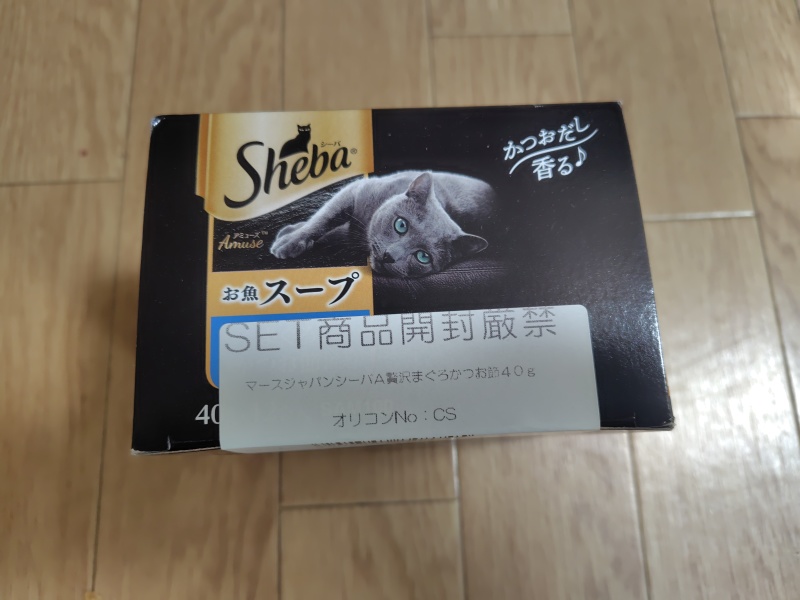 シーバ
Sheba®
アミューズ™
Amuse
かつおだし
香る♪
お魚スープ
SET商品開封厳禁
マースジャパンシーバA贅沢まぐろかつお節40g
オリコンNo:CS
40